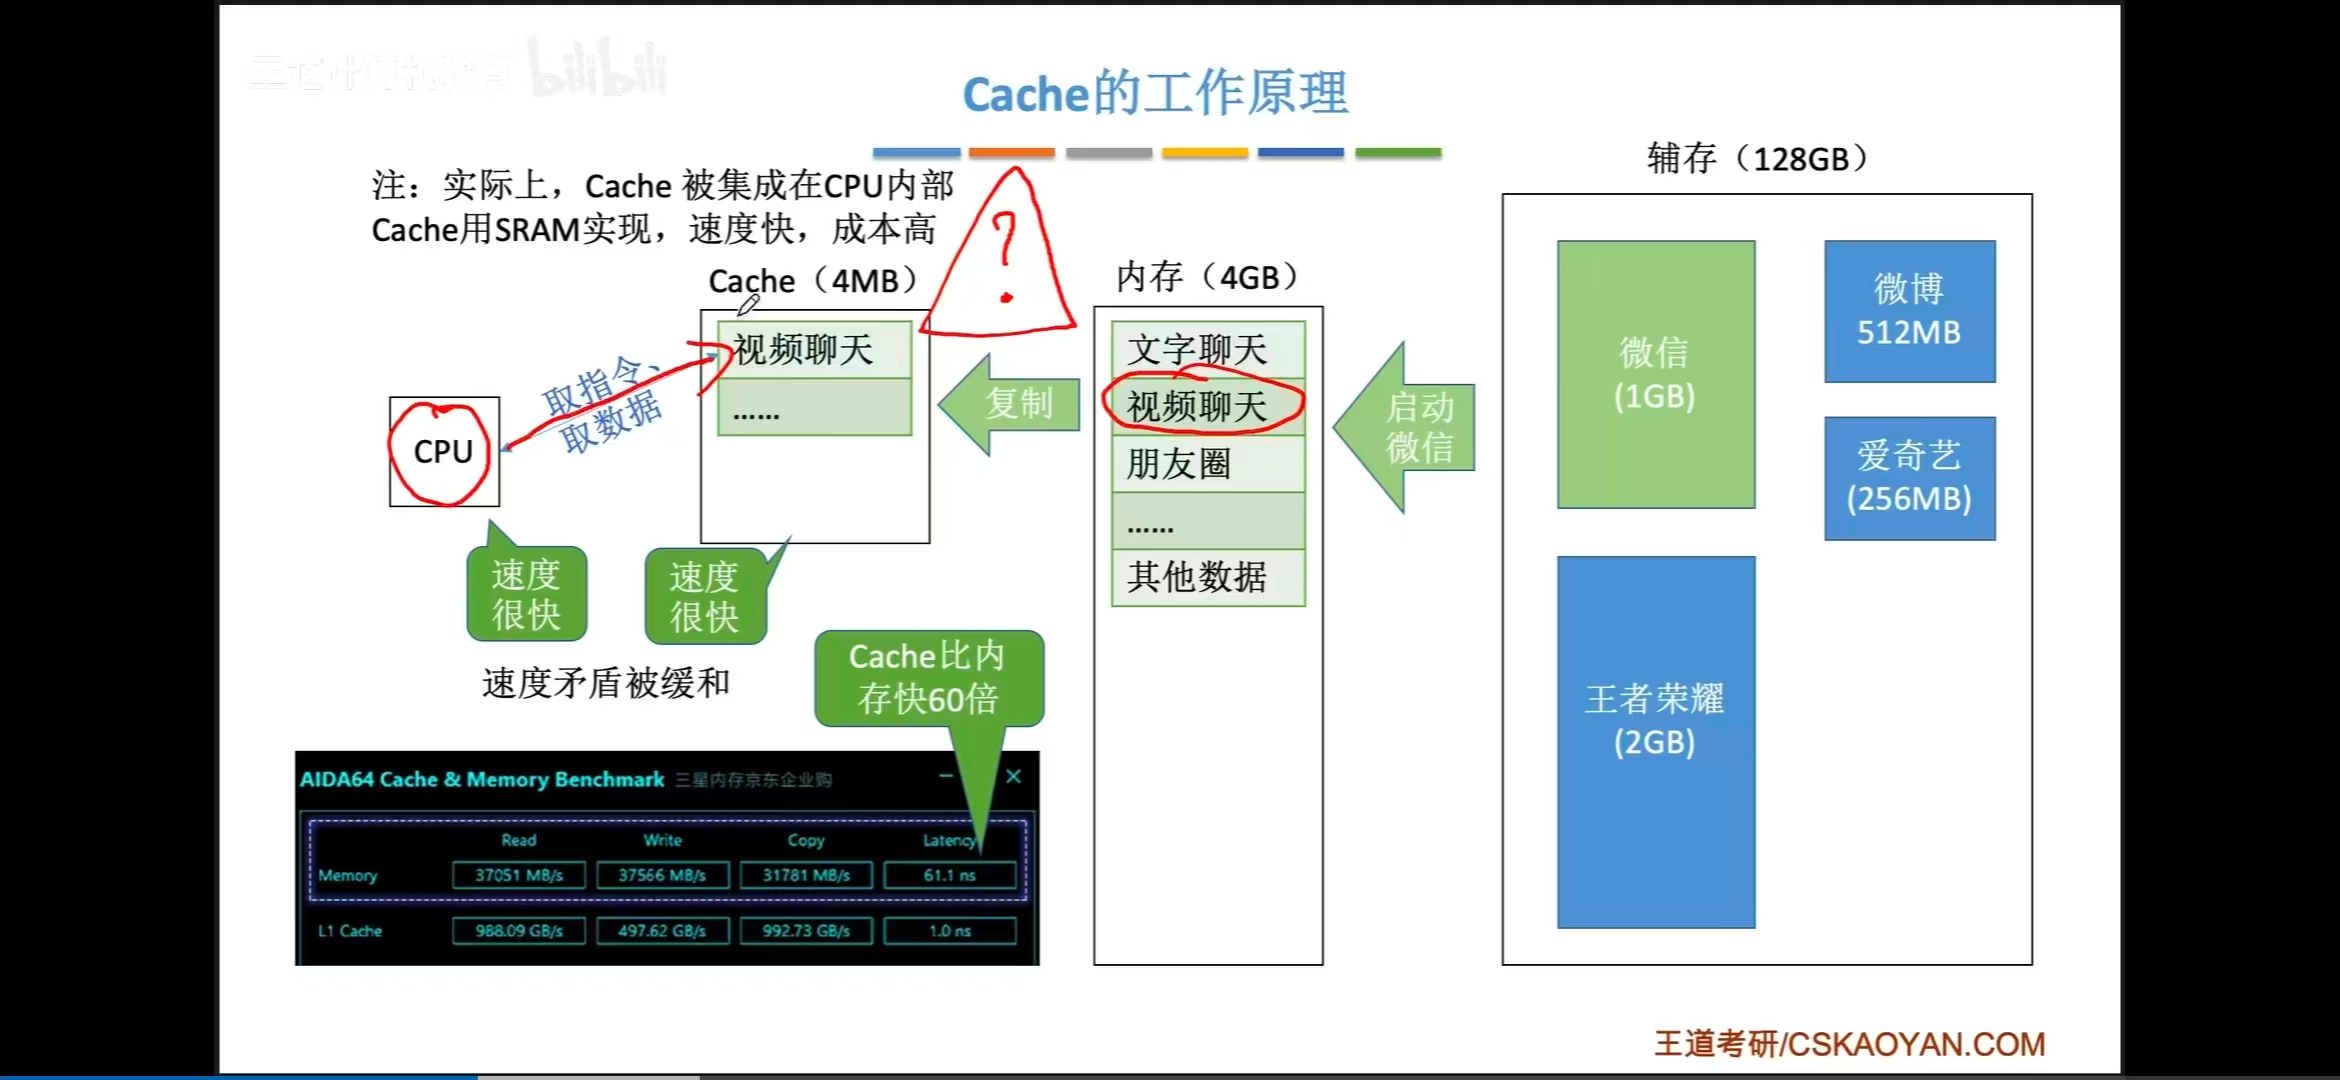 bilibili
Cache的工作原理
注：实际上，Cache 被集成在CPU内部
Cache用SRAM实现，速度快，成本高
Cache（4MB）
视频聊天
……
CPU
取指令、
取数据
速度
很快
速度
很快
速度矛盾被缓和
复制
内存（4GB）
文字聊天
视频聊天
朋友圈
……
其他数据
启动
微信
辅存（128GB）
微信
(1GB)
微博
512MB
爱奇艺
(256MB)
王者荣耀
(2GB)
Cache比内
存快60倍
AIDA64 Cache & Memory Benchmark 三星内存京东企业购
Read Write Copy Latency
Memory 37051 MB/s 37566 MB/s 31781 MB/s 61.1 ns
L1 Cache 988.09 GB/s 497.62 GB/s 992.73 GB/s 1.0 ns
?
王道考研/CSKAOYAN.COM